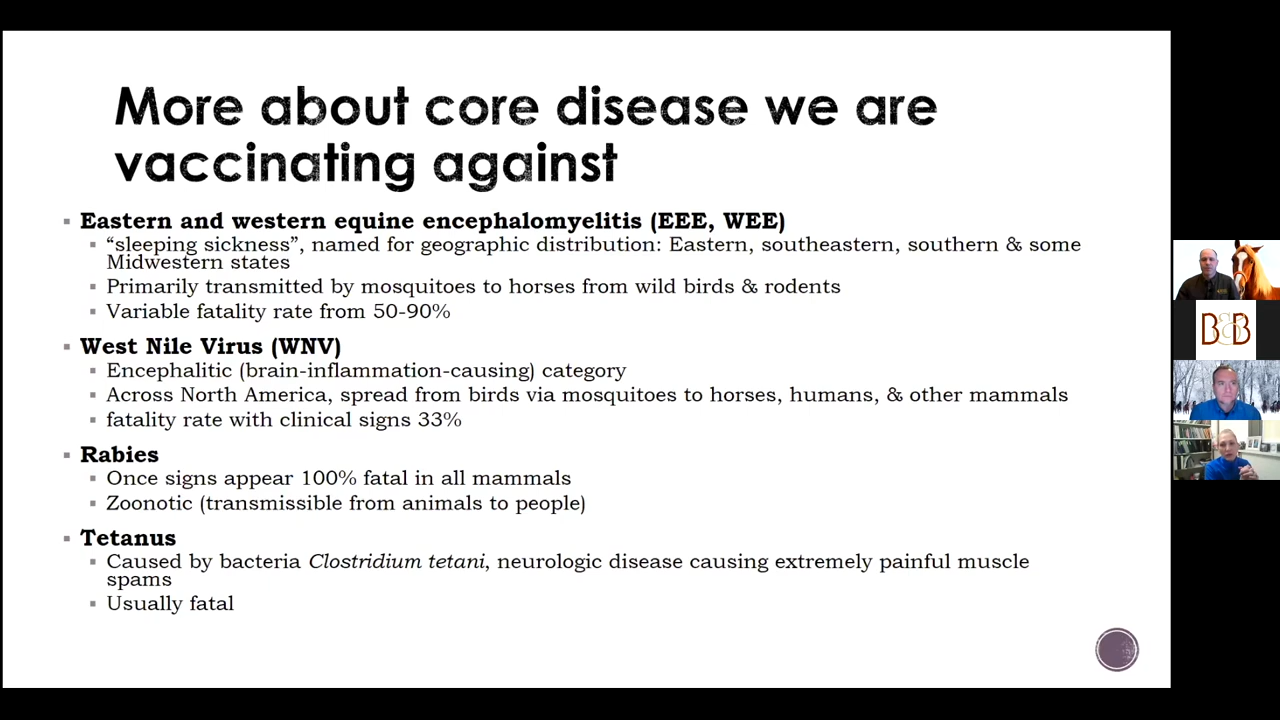 More about core disease we are
vaccinating against
Eastern and western equine encephalomyelitis (EEE, WEE)
“sleeping sickness”, named for geographic distribution: Eastern, southeastern, southern & some
Midwestern states
Primarily transmitted by mosquitoes to horses from wild birds & rodents
Variable fatality rate from 50-90%
West Nile Virus (WNV)
Encephalitic (brain-inflammation-causing) category
Across North America, spread from birds via mosquitoes to horses, humans, & other mammals
fatality rate with clinical signs 33%
Rabies
Once signs appear 100% fatal in all mammals
Zoonotic (transmissible from animals to people)
Tetanus
Caused by bacteria Clostridium tetani, neurologic disease causing extremely painful muscle
spams
Usually fatal
B&B